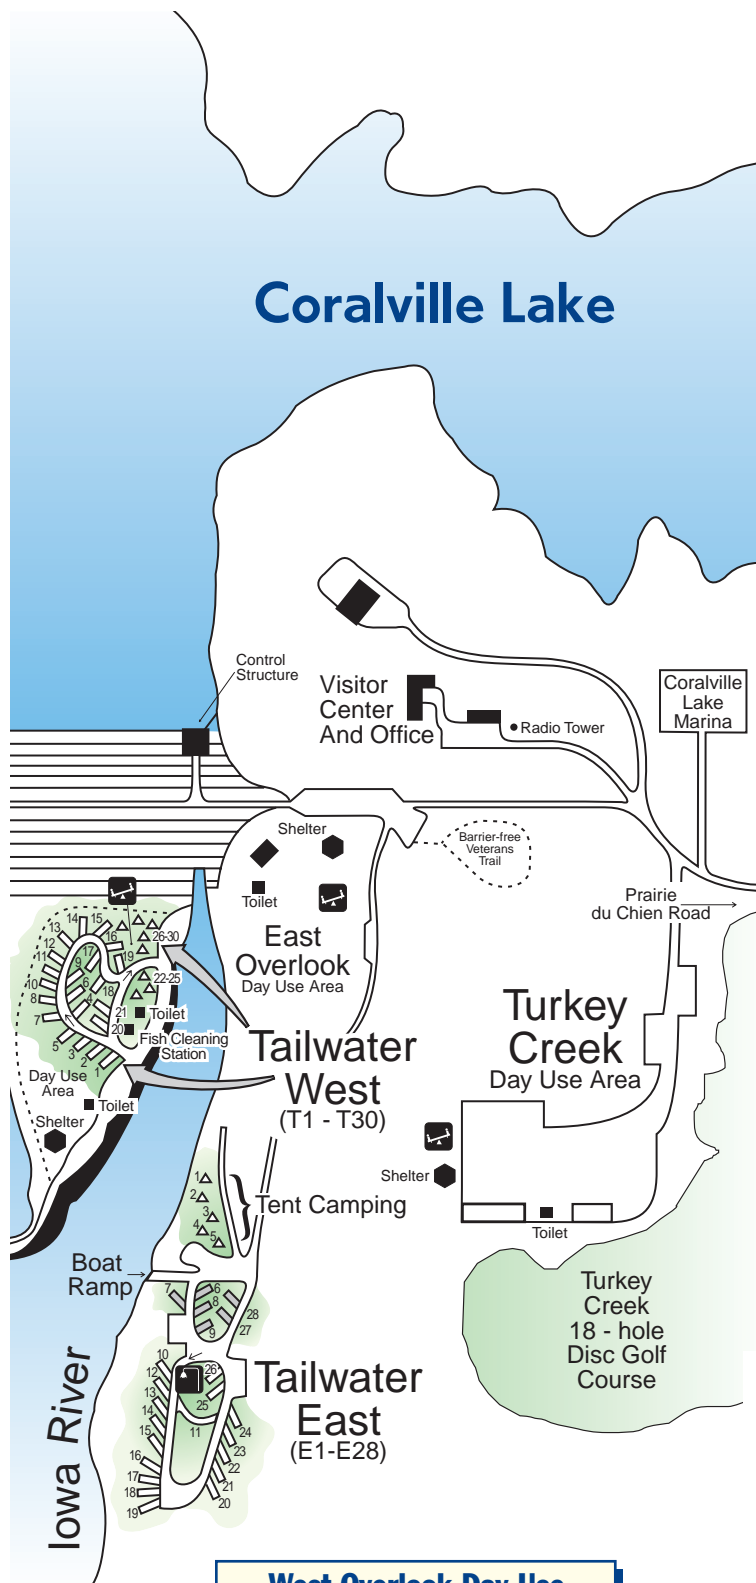 Coralville Lake
Control
Structure
Visitor
Center
And Office
Radio Tower
Coralville
Lake
Marina
Shelter
Barrier-free
Veterans
Trail
Toilet
Prairie
du Chien Road
East
Overlook
Day Use Area
14
15
13
16
26-30
12
11
17
19
9
10
6
18
22-25
8
4
7
21
Toilet
20
Fish Cleaning
Station
5
3
2
1
Day Use
Area
Toilet
Shelter
Tailwater
West
(T1 - T30)
Turkey
Creek
Day Use Area
Shelter
Toilet
1
2
3
4
5
Tent Camping
Boat
Ramp
7
6
8
28
9
27
Turkey
Creek
18 - hole
Disc Golf
Course
10
12
26
13
25
14
11
15
24
23
16
22
17
21
18
20
19
Tailwater
East
(E1-E28)
Iowa River
West Overlook Day Use